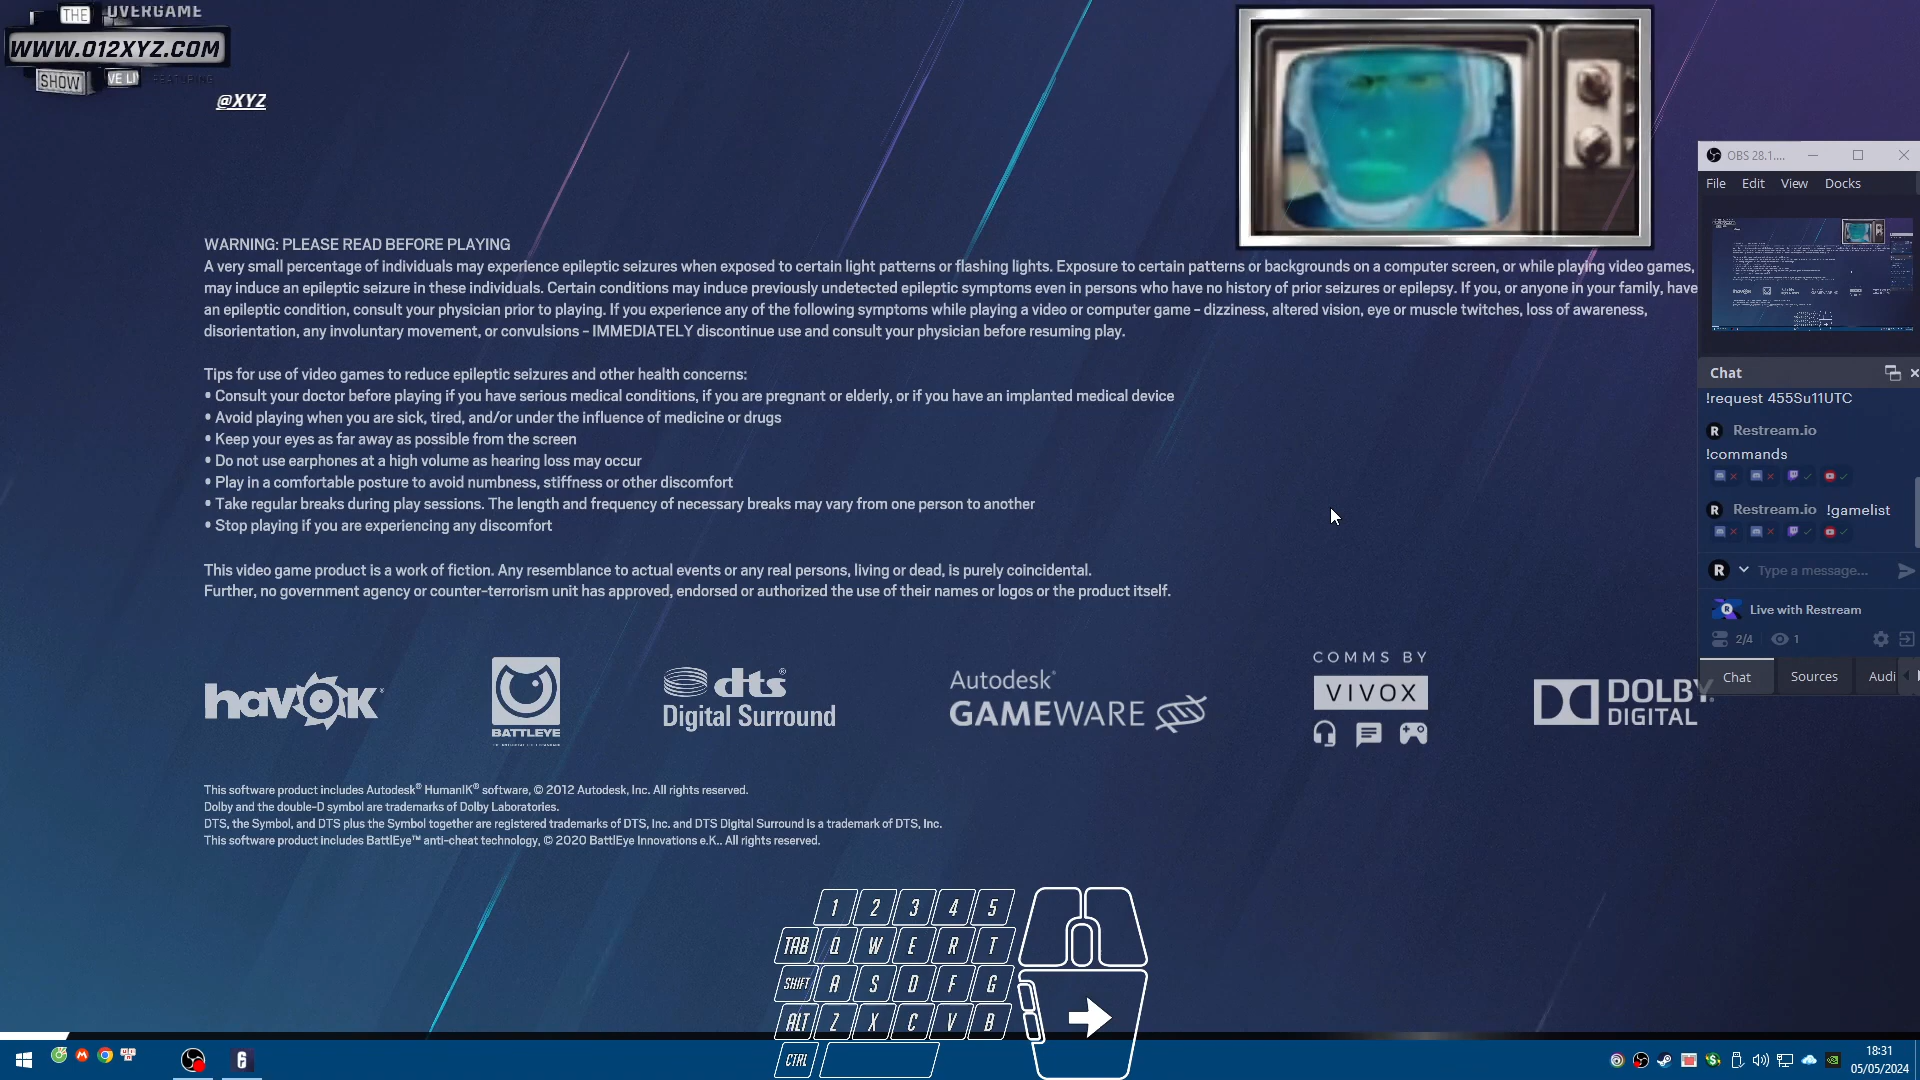 THE OVERGAME
WWW.012XYZ.COM
SHOW
@XYZ
WARNING: PLEASE READ BEFORE PLAYING
A very small percentage of individuals may experience epileptic seizures when exposed to certain light patterns or flashing lights. Exposure to certain patterns or backgrounds on a computer screen, or while playing video games,
may induce an epileptic seizure in these individuals. Certain conditions may induce previously undetected epileptic symptoms even in persons who have no history of prior seizures or epilepsy. If you, or anyone in your family, have
an epileptic condition, consult your physician prior to playing. If you experience any of the following symptoms while playing a video or computer game - dizziness, altered vision, eye or muscle twitches, loss of awareness,
disorientation, any involuntary movement, or convulsions - IMMEDIATELY discontinue use and consult your physician before resuming play.
Tips for use of video games to reduce epileptic seizures and other health concerns:
• Consult your doctor before playing if you have serious medical conditions, if you are pregnant or elderly, or if you have an implanted medical device
• Avoid playing when you are sick, tired, and/or under the influence of medicine or drugs
• Keep your eyes as far away as possible from the screen
• Do not use earphones at a high volume as hearing loss may occur
• Play in a comfortable posture to avoid numbness, stiffness or other discomfort
• Take regular breaks during play sessions. The length and frequency of necessary breaks may vary from one person to another
• Stop playing if you are experiencing any discomfort
This video game product is a work of fiction. Any resemblance to actual events or any real persons, living or dead, is purely coincidental.
Further, no government agency or counter-terrorism unit has approved, endorsed or authorized the use of their names or logos or the product itself.
havok
BATTLEYE
dts
Digital Surround
Autodesk®
GAMEWARE
COMMS BY
VIVOX
DOLBY.
DIGITAL
This software product includes Autodesk® HumanIK® software, © 2012 Autodesk, Inc. All rights reserved.
Dolby and the double-D symbol are trademarks of Dolby Laboratories.
DTS, the Symbol, and DTS plus the Symbol together are registered trademarks of DTS, Inc. and DTS Digital Surround is a trademark of DTS, Inc.
This software product includes BattlEye™ anti-cheat technology, © 2020 BattlEye Innovations e.K.. All rights reserved.
OBS 28.1....
File Edit View Docks
Chat
!request 455Su11UTC
Restream.io
!commands
Restream.io !gamelist
Type a message...
Live with Restream
2/4 1
Chat Sources Audi
1 2 3 4 5
TAB Q W E R T
SHIFT A S D F G
ALT Z X C V B
CTRL
18:31
05/05/2024